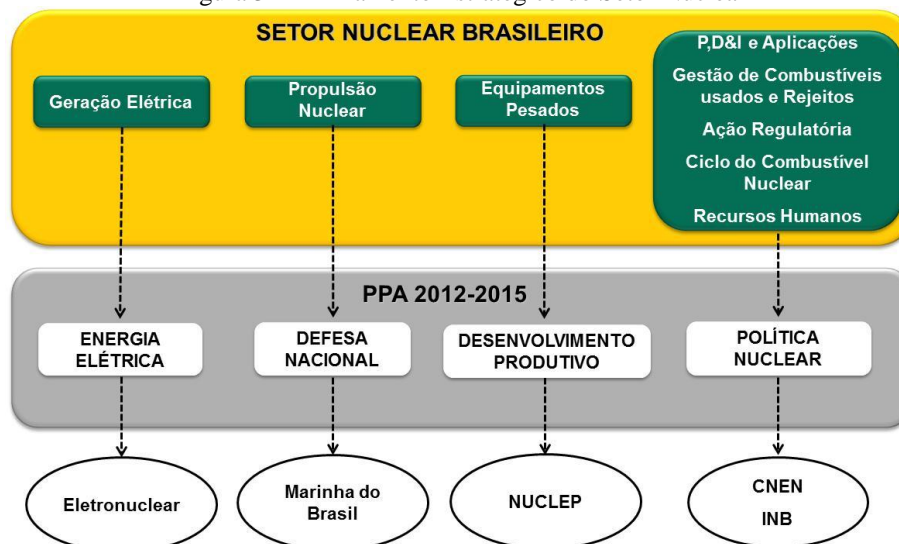 SETOR NUCLEAR BRASILEIRO
Geração Elétrica
Propulsão
Nuclear
Equipamentos
Pesados
P,D&I e Aplicações
Gestão de Combustíveis
usados e Rejeitos
Ação Regulatória
Ciclo do Combustível
Nuclear
Recursos Humanos
PPA 2012-2015
ENERGIA
ELÉTRICA
DEFESA
NACIONAL
DESENVOLVIMENTO
PRODUTIVO
POLÍTICA
NUCLEAR
Eletronuclear
Marinha do
Brasil
NUCLEP
CNEN
INB